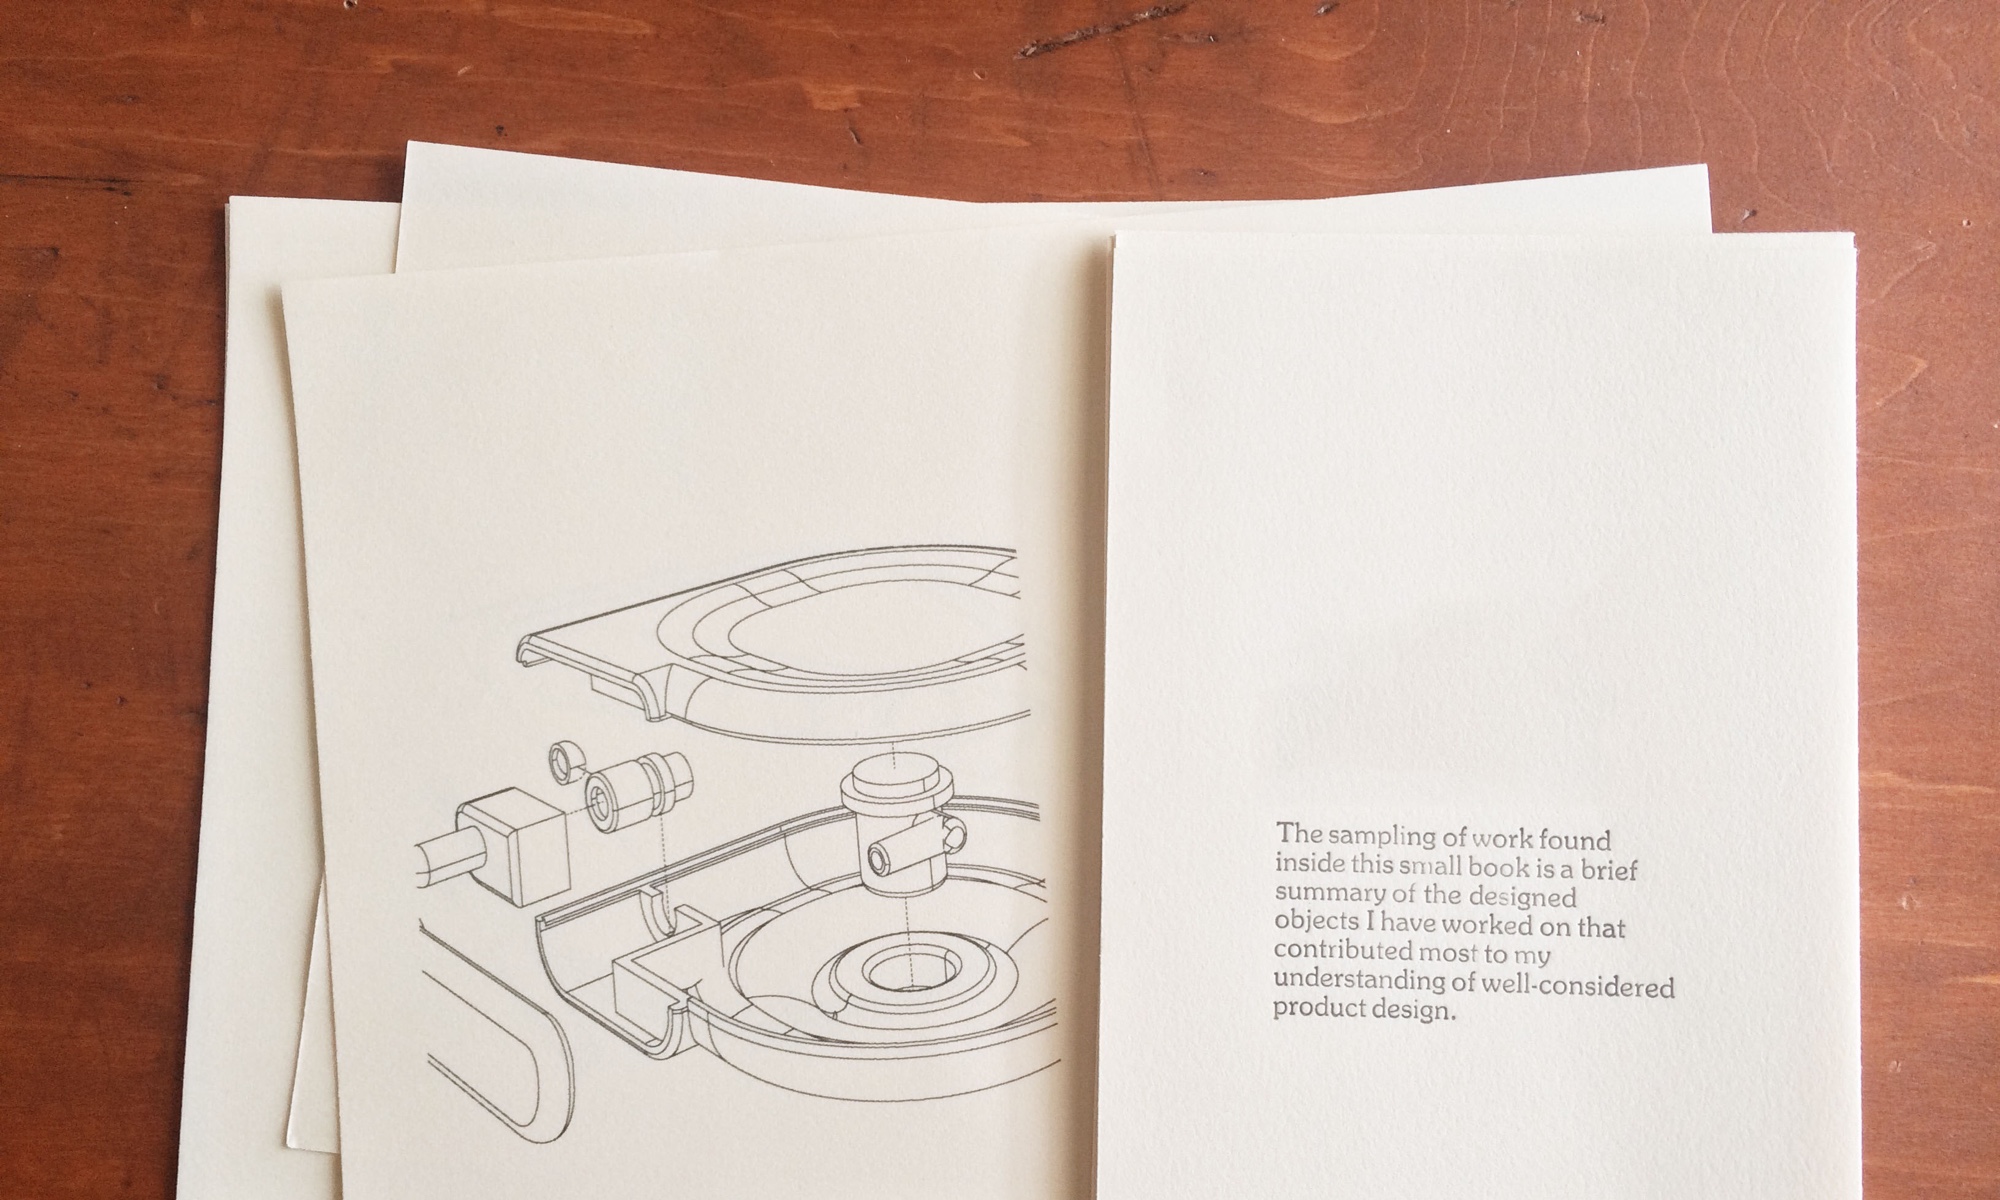 The sampling of work found
inside this small book is a brief
summary of the designed
objects I have worked on that
contributed most to my
understanding of well-considered
product design.